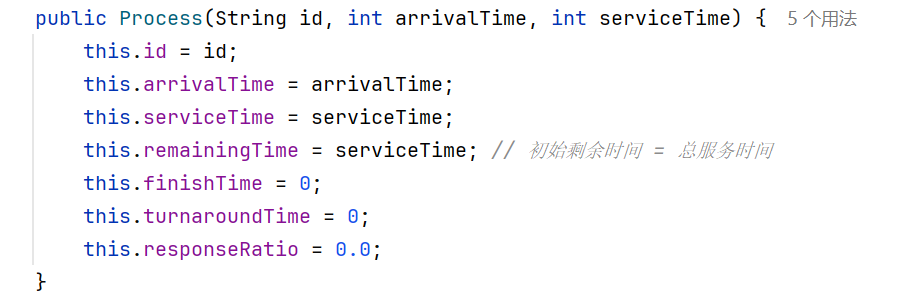 public Process(String id, int arrivalTime, int serviceTime) { 5 个用法
    this.id = id;
    this.arrivalTime = arrivalTime;
    this.serviceTime = serviceTime;
    this.remainingTime = serviceTime; // 初始剩余时间 = 总服务时间
    this.finishTime = 0;
    this.turnaroundTime = 0;
    this.responseRatio = 0.0;
}